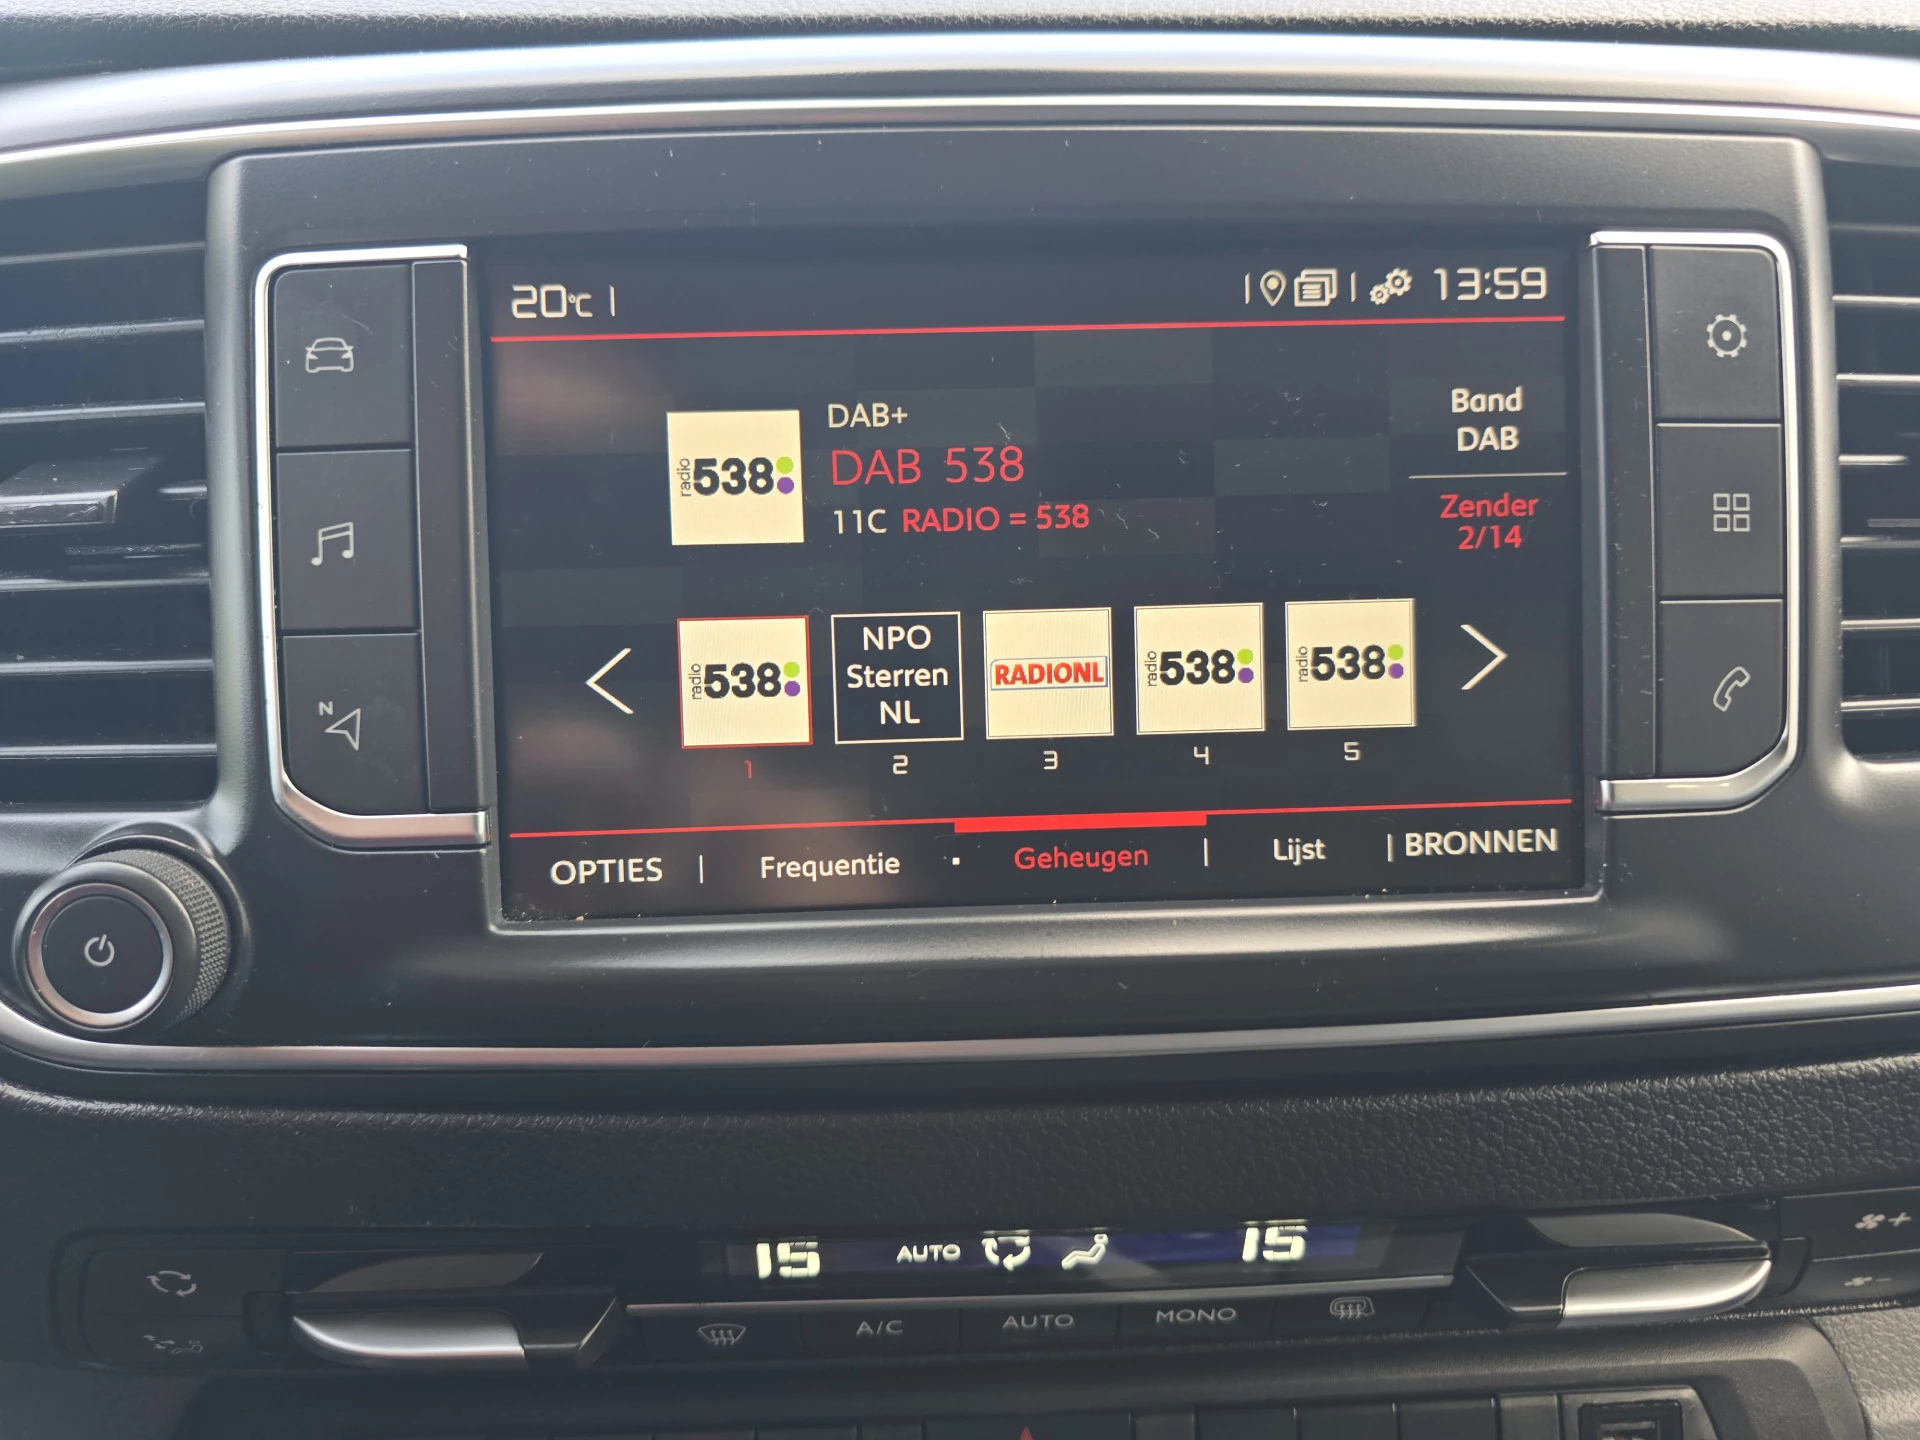 20°C
13:59
DAB+
DAB 538
11C RADIO = 538
radio 538
Band
DAB
Zender
2/14
radio 538
NPO
Sterren
NL
RADIONL
radio 538
radio 538
1
2
3
4
5
OPTIES
Frequentie
Geheugen
Lijst
BRONNEN
N
15
AUTO
15
A/C
AUTO
MONO
+
-